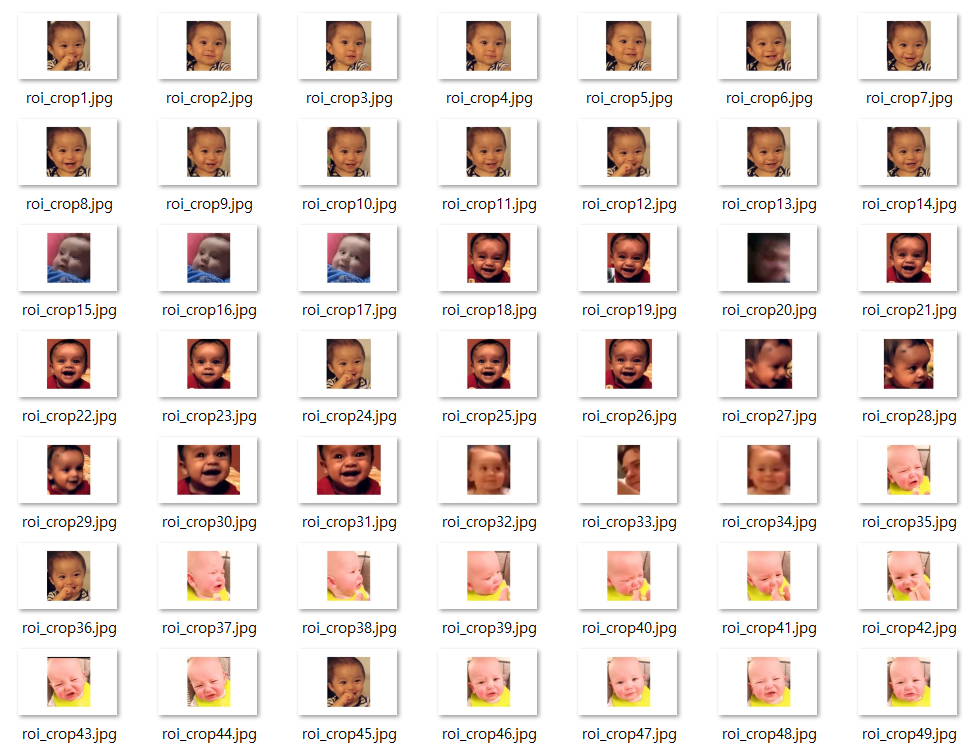 roi_crop1.jpg roi_crop2.jpg roi_crop3.jpg roi_crop4.jpg roi_crop5.jpg roi_crop6.jpg roi_crop7.jpg
roi_crop8.jpg roi_crop9.jpg roi_crop10.jpg roi_crop11.jpg roi_crop12.jpg roi_crop13.jpg roi_crop14.jpg
roi_crop15.jpg roi_crop16.jpg roi_crop17.jpg roi_crop18.jpg roi_crop19.jpg roi_crop20.jpg roi_crop21.jpg
roi_crop22.jpg roi_crop23.jpg roi_crop24.jpg roi_crop25.jpg roi_crop26.jpg roi_crop27.jpg roi_crop28.jpg
roi_crop29.jpg roi_crop30.jpg roi_crop31.jpg roi_crop32.jpg roi_crop33.jpg roi_crop34.jpg roi_crop35.jpg
roi_crop36.jpg roi_crop37.jpg roi_crop38.jpg roi_crop39.jpg roi_crop40.jpg roi_crop41.jpg roi_crop42.jpg
roi_crop43.jpg roi_crop44.jpg roi_crop45.jpg roi_crop46.jpg roi_crop47.jpg roi_crop48.jpg roi_crop49.jpg